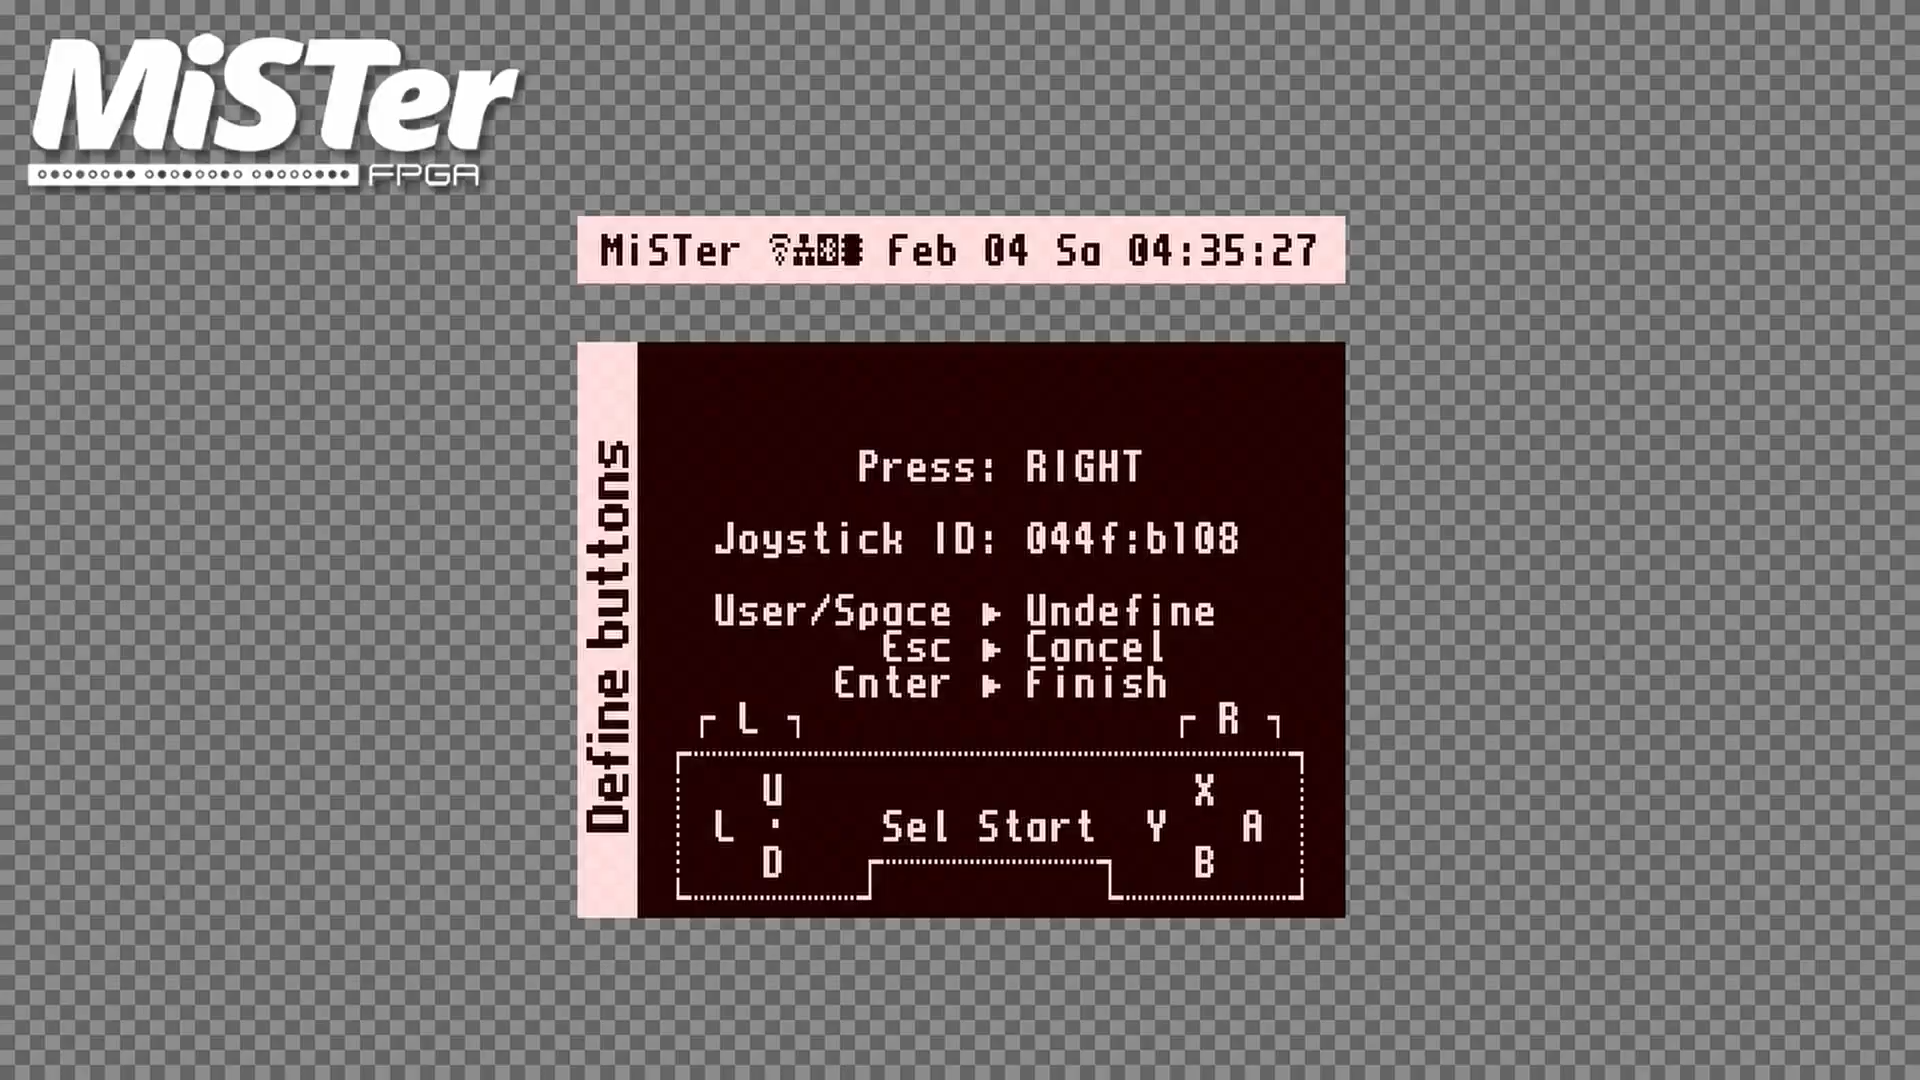 MiSTer
FPGA
MiSTer Feb 04 Sa 04:35:27
Define buttons
Press: RIGHT
Joystick ID: 044f:b108
User/Space ▸ Undefine
Esc ▸ Cancel
Enter ▸ Finish
L R
U X
L · Sel Start Y A
D B